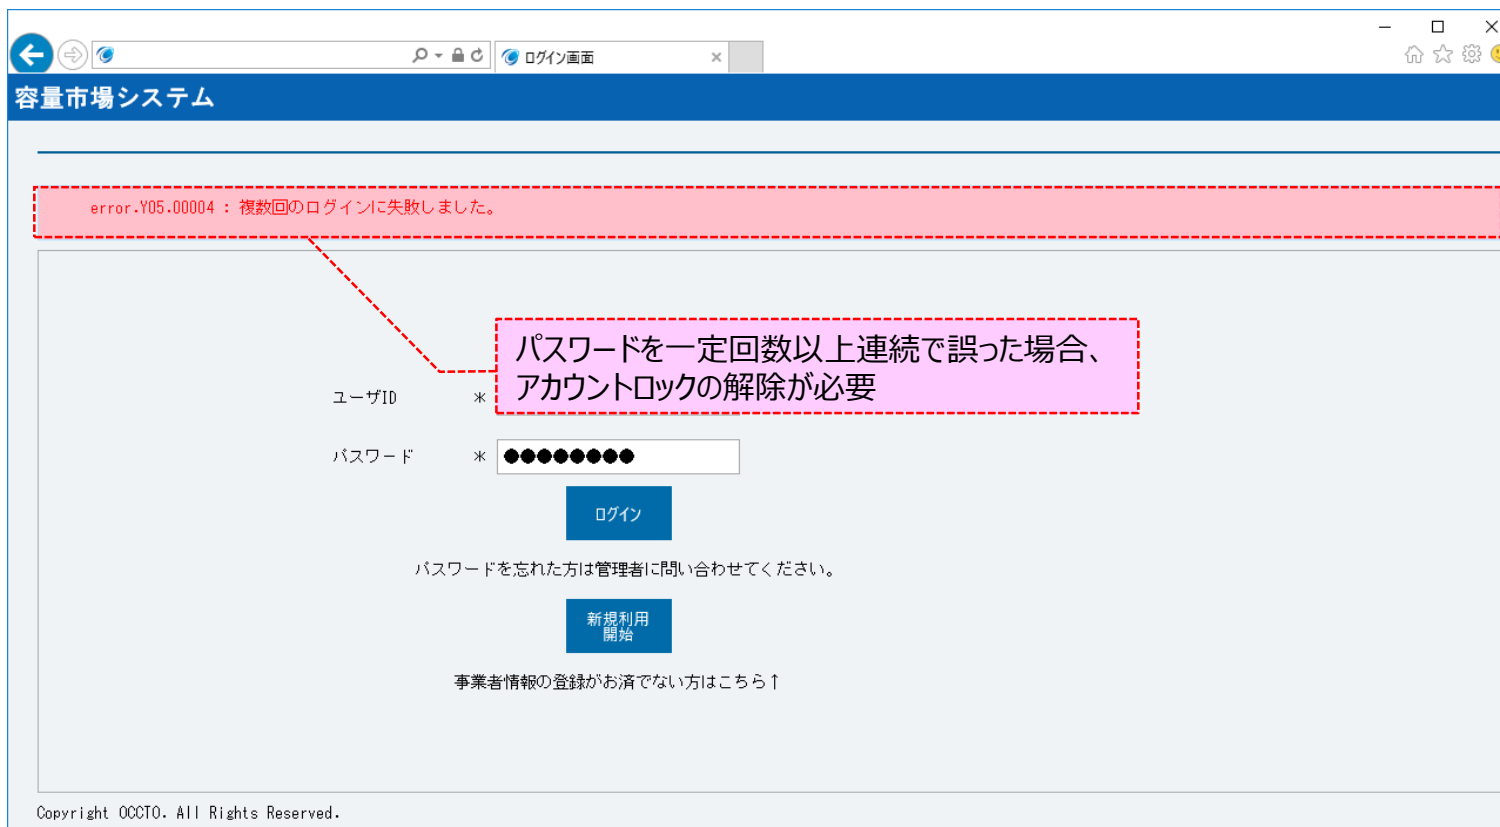 ログイン画面
容量市場システム
error.Y05.00004 : 複数回のログインに失敗しました。
パスワードを一定回数以上連続で誤った場合、
アカウントロックの解除が必要
ユーザID *
パスワード * ●●●●●●●●
ログイン
パスワードを忘れた方は管理者に問い合わせてください。
新規利用
開始
事業者情報の登録がお済でない方はこちら↑
Copyright OCCTO. All Rights Reserved.